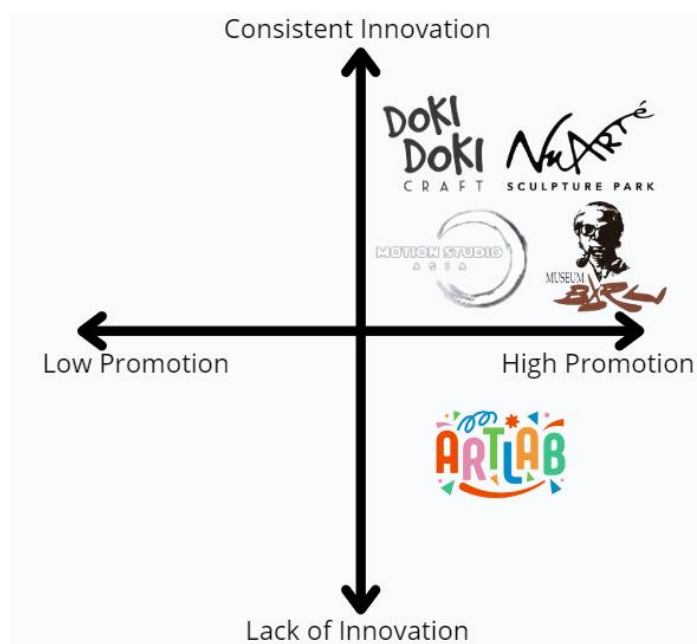 Consistent Innovation
DOKI
DOKI
CRAFT
NuArté
SCULPTURE PARK
MOTION STUDIO
ASIA
MUSEUM
Low Promotion
High Promotion
ARTLAB
Lack of Innovation